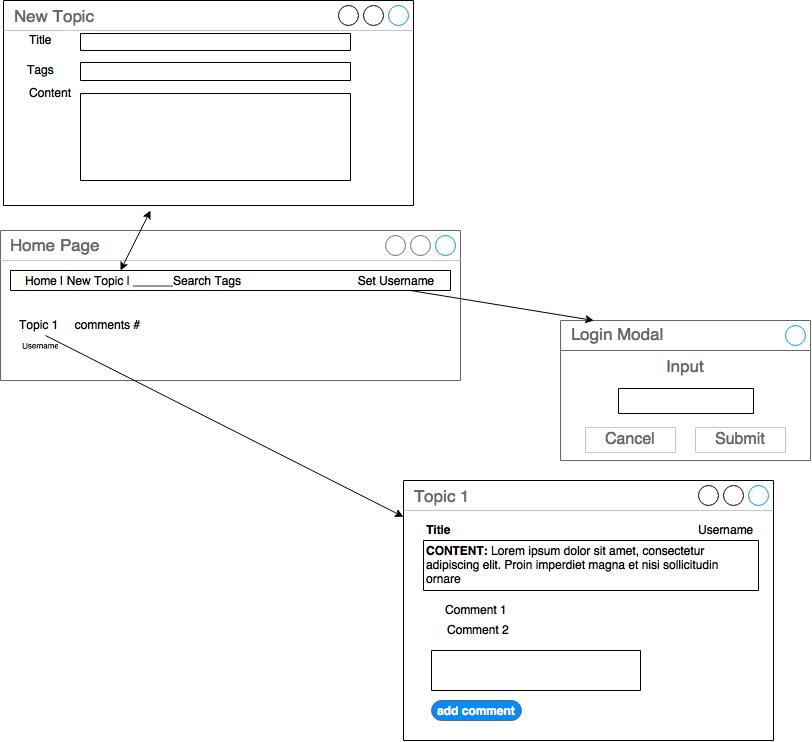 New Topic
Title
Tags
Content
Home Page
Home | New Topic | ______Search Tags
Set Username
Topic 1
comments #
Username
Login Modal
Input
Cancel
Submit
Topic 1
Title
Username
CONTENT: Lorem ipsum dolor sit amet, consectetur
adipiscing elit. Proin imperdiet magna et nisi sollicitudin
ornare
Comment 1
Comment 2
add comment